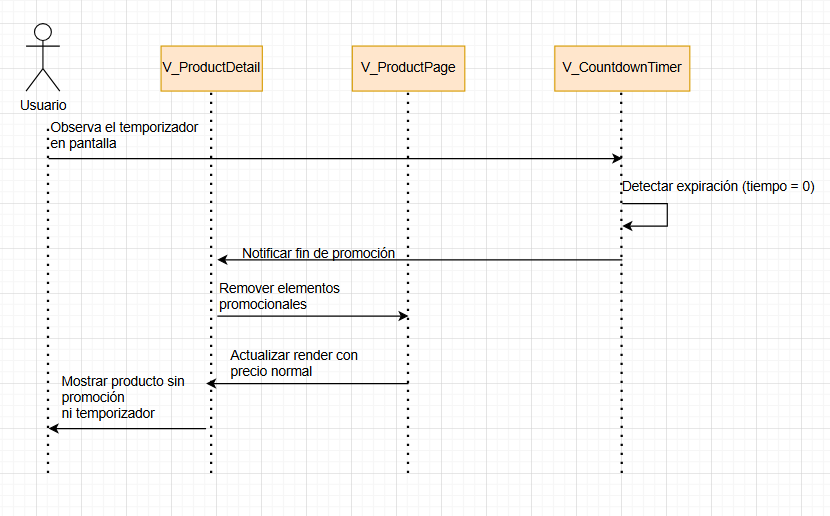 V_ProductDetail
V_ProductPage
V_CountdownTimer
Usuario
Observa el temporizador
en pantalla
Detectar expiración (tiempo = 0)
Notificar fin de promoción
Remover elementos
promocionales
Actualizar render con
precio normal
Mostrar producto sin
promoción
ni temporizador